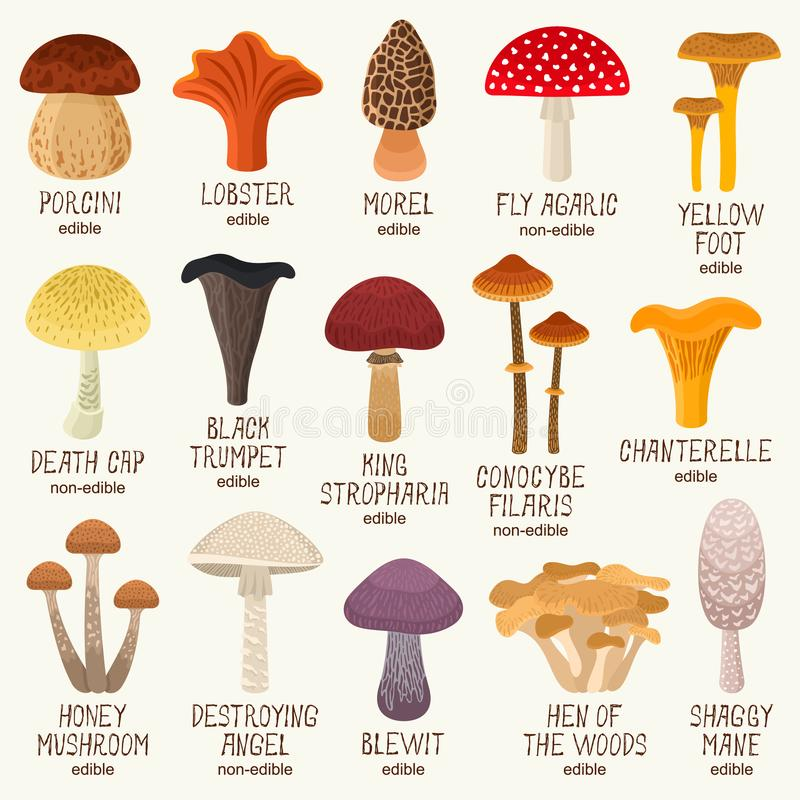 PORCINI
edible
LOBSTER
edible
MOREL
edible
FLY AGARIC
non-edible
YELLOW
FOOT
edible
DEATH CAP
non-edible
BLACK
TRUMPET
edible
KING
STROPHARIA
edible
CONOCYBE
FILARIS
non-edible
CHANTERELLE
edible
HONEY
MUSHROOM
edible
DESTROYING
ANGEL
non-edible
BLEWIT
edible
HEN OF
THE WOODS
edible
SHAGGY
MANE
edible
dreamstime